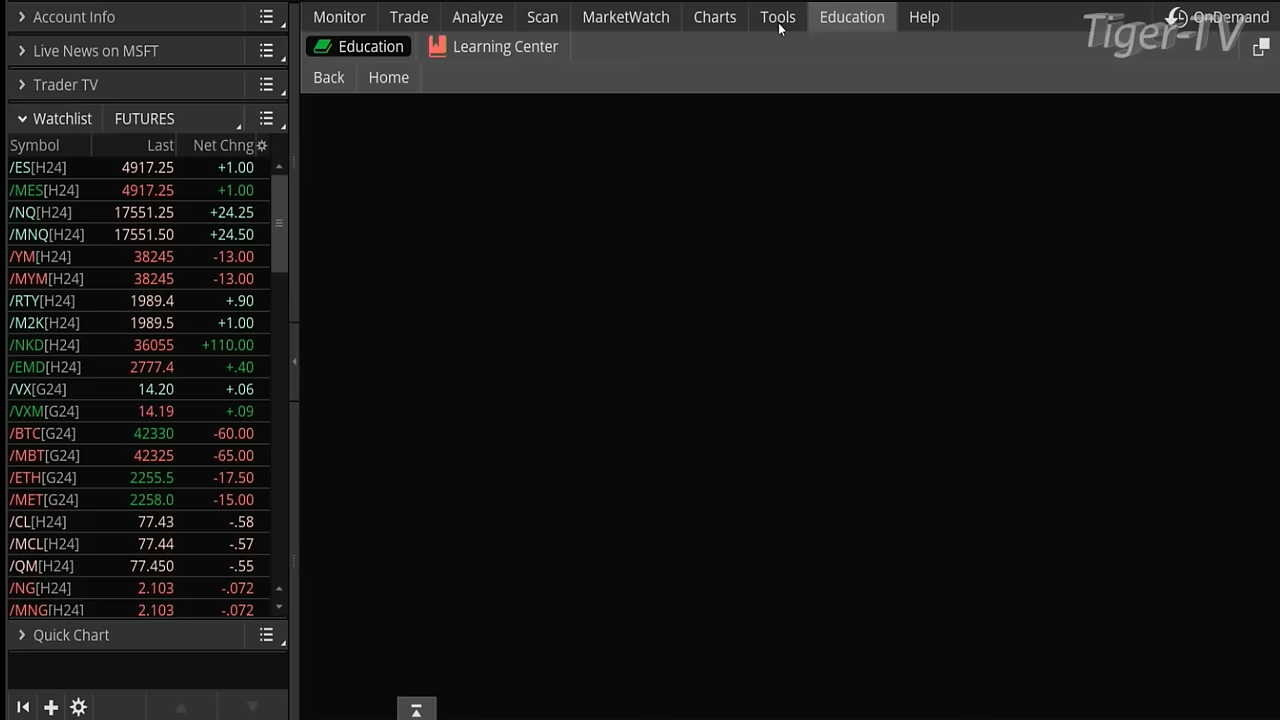 Account Info
Monitor Trade Analyze Scan MarketWatch Charts Tools Education Help OnDemand
Tiger-TV
Live News on MSFT
Education Learning Center
Trader TV
Back Home
Watchlist FUTURES
Symbol Last Net Chng
/ES[H24] 4917.25 +1.00
/MES[H24] 4917.25 +1.00
/NQ[H24] 17551.25 +24.25
/MNQ[H24] 17551.50 +24.50
/YM[H24] 38245 -13.00
/MYM[H24] 38245 -13.00
/RTY[H24] 1989.4 +.90
/M2K[H24] 1989.5 +1.00
/NKD[H24] 36055 +110.00
/EMD[H24] 2777.4 +.40
/VX[G24] 14.20 +.06
/VXM[G24] 14.19 +.09
/BTC[G24] 42330 -60.00
/MBT[G24] 42325 -65.00
/ETH[G24] 2255.5 -17.50
/MET[G24] 2258.0 -15.00
/CL[H24] 77.43 -.58
/MCL[H24] 77.44 -.57
/QM[H24] 77.450 -.55
/NG[H24] 2.103 -.072
/MNG[H24] 2.103 -.072
Quick Chart